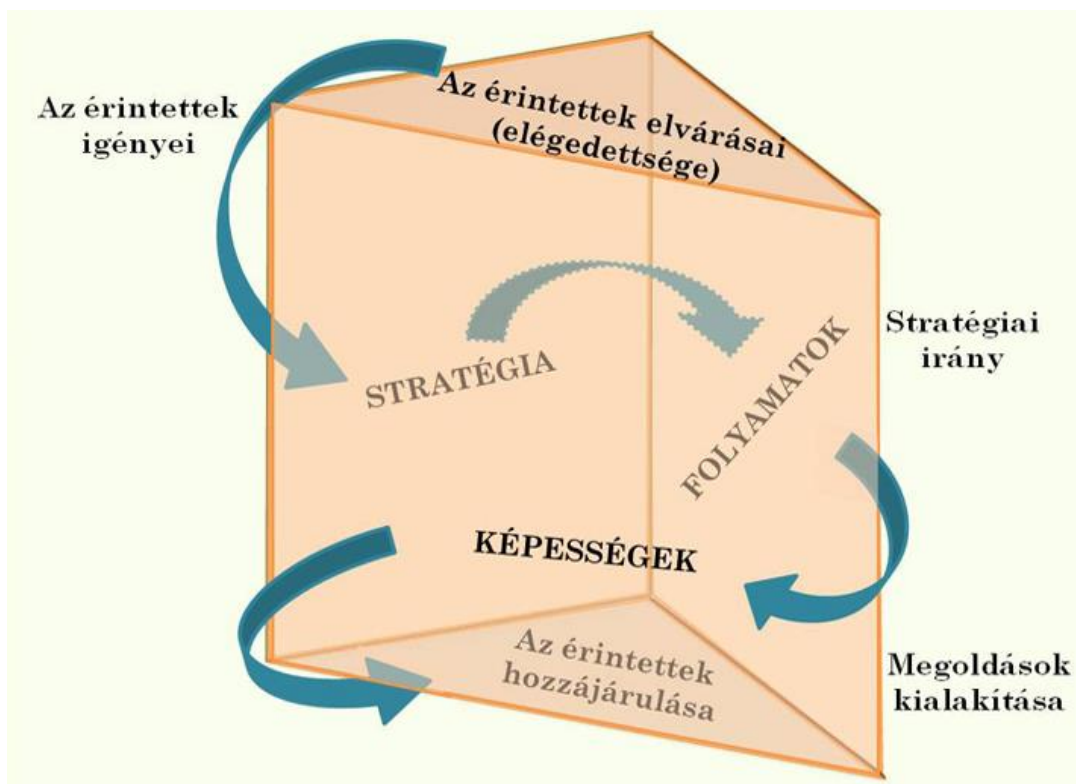 Az érintettek
igényei
Az érintettek elvárásai
(elégedettsége)
STRATÉGIA
FOLYAMATOK
Stratégiai
irány
KÉPESSÉGEK
Az érintettek
hozzájárulása
Megoldások
kialakítása